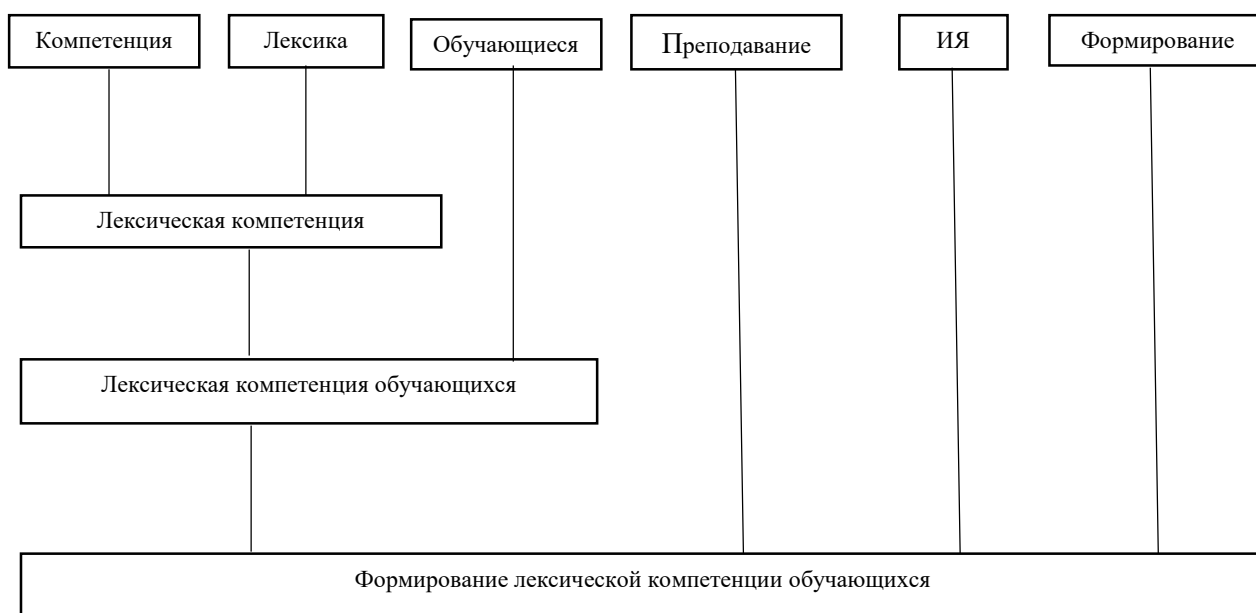 Компетенция
Лексика
Обучающиеся
Преподавание
ИЯ
Формирование
Лексическая компетенция
Лексическая компетенция обучающихся
Формирование лексической компетенции обучающихся